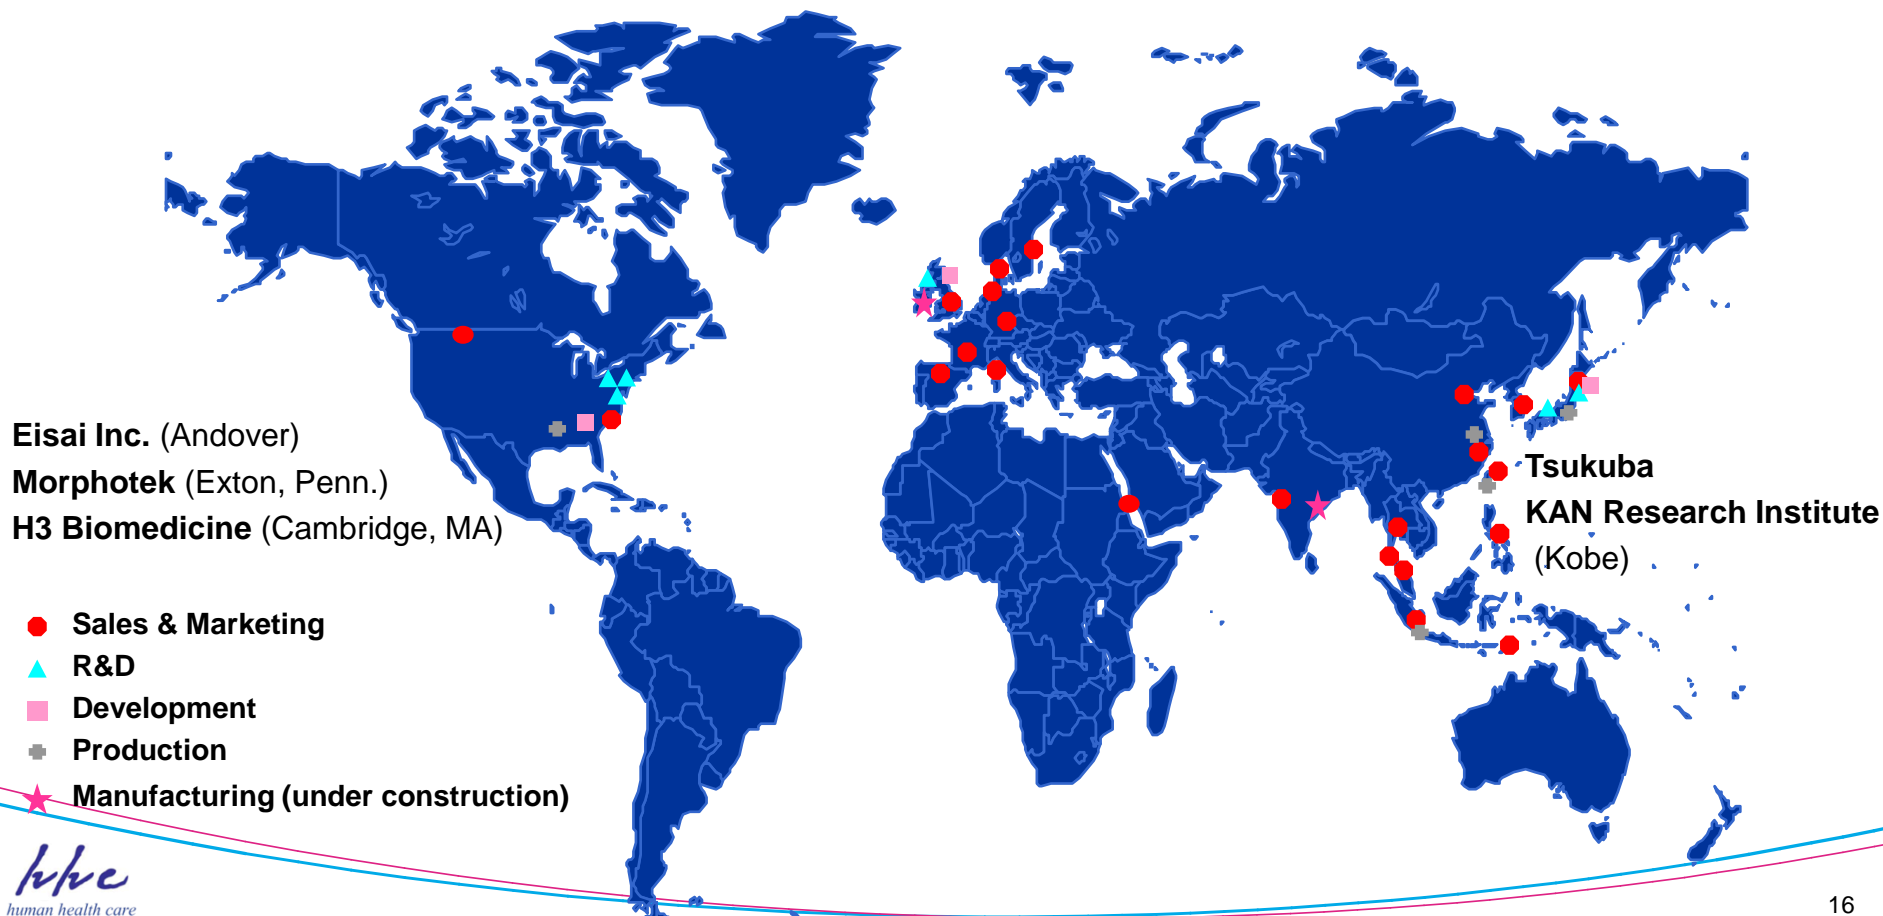 Eisai Inc. (Andover)
Morphotek (Exton, Penn.)
H3 Biomedicine (Cambridge, MA)
Tsukuba
KAN Research Institute
(Kobe)
Sales & Marketing
R&D
Development
Production
Manufacturing (under construction)
hhc
human health care
16